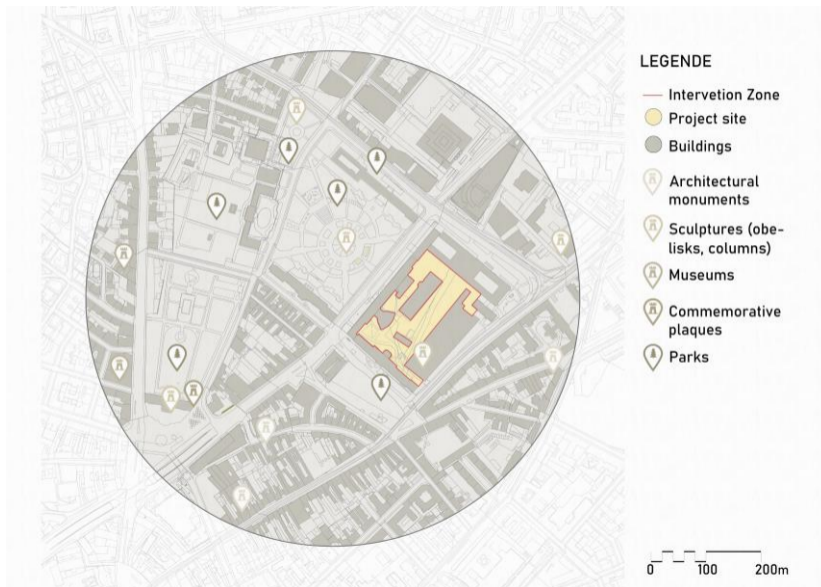 LEGENDE
Intervetion Zone
Project site
Buildings
Architectural
monuments
Sculptures (obe-
lisks, columns)
Museums
Commemorative
plaques
Parks
0 100 200m